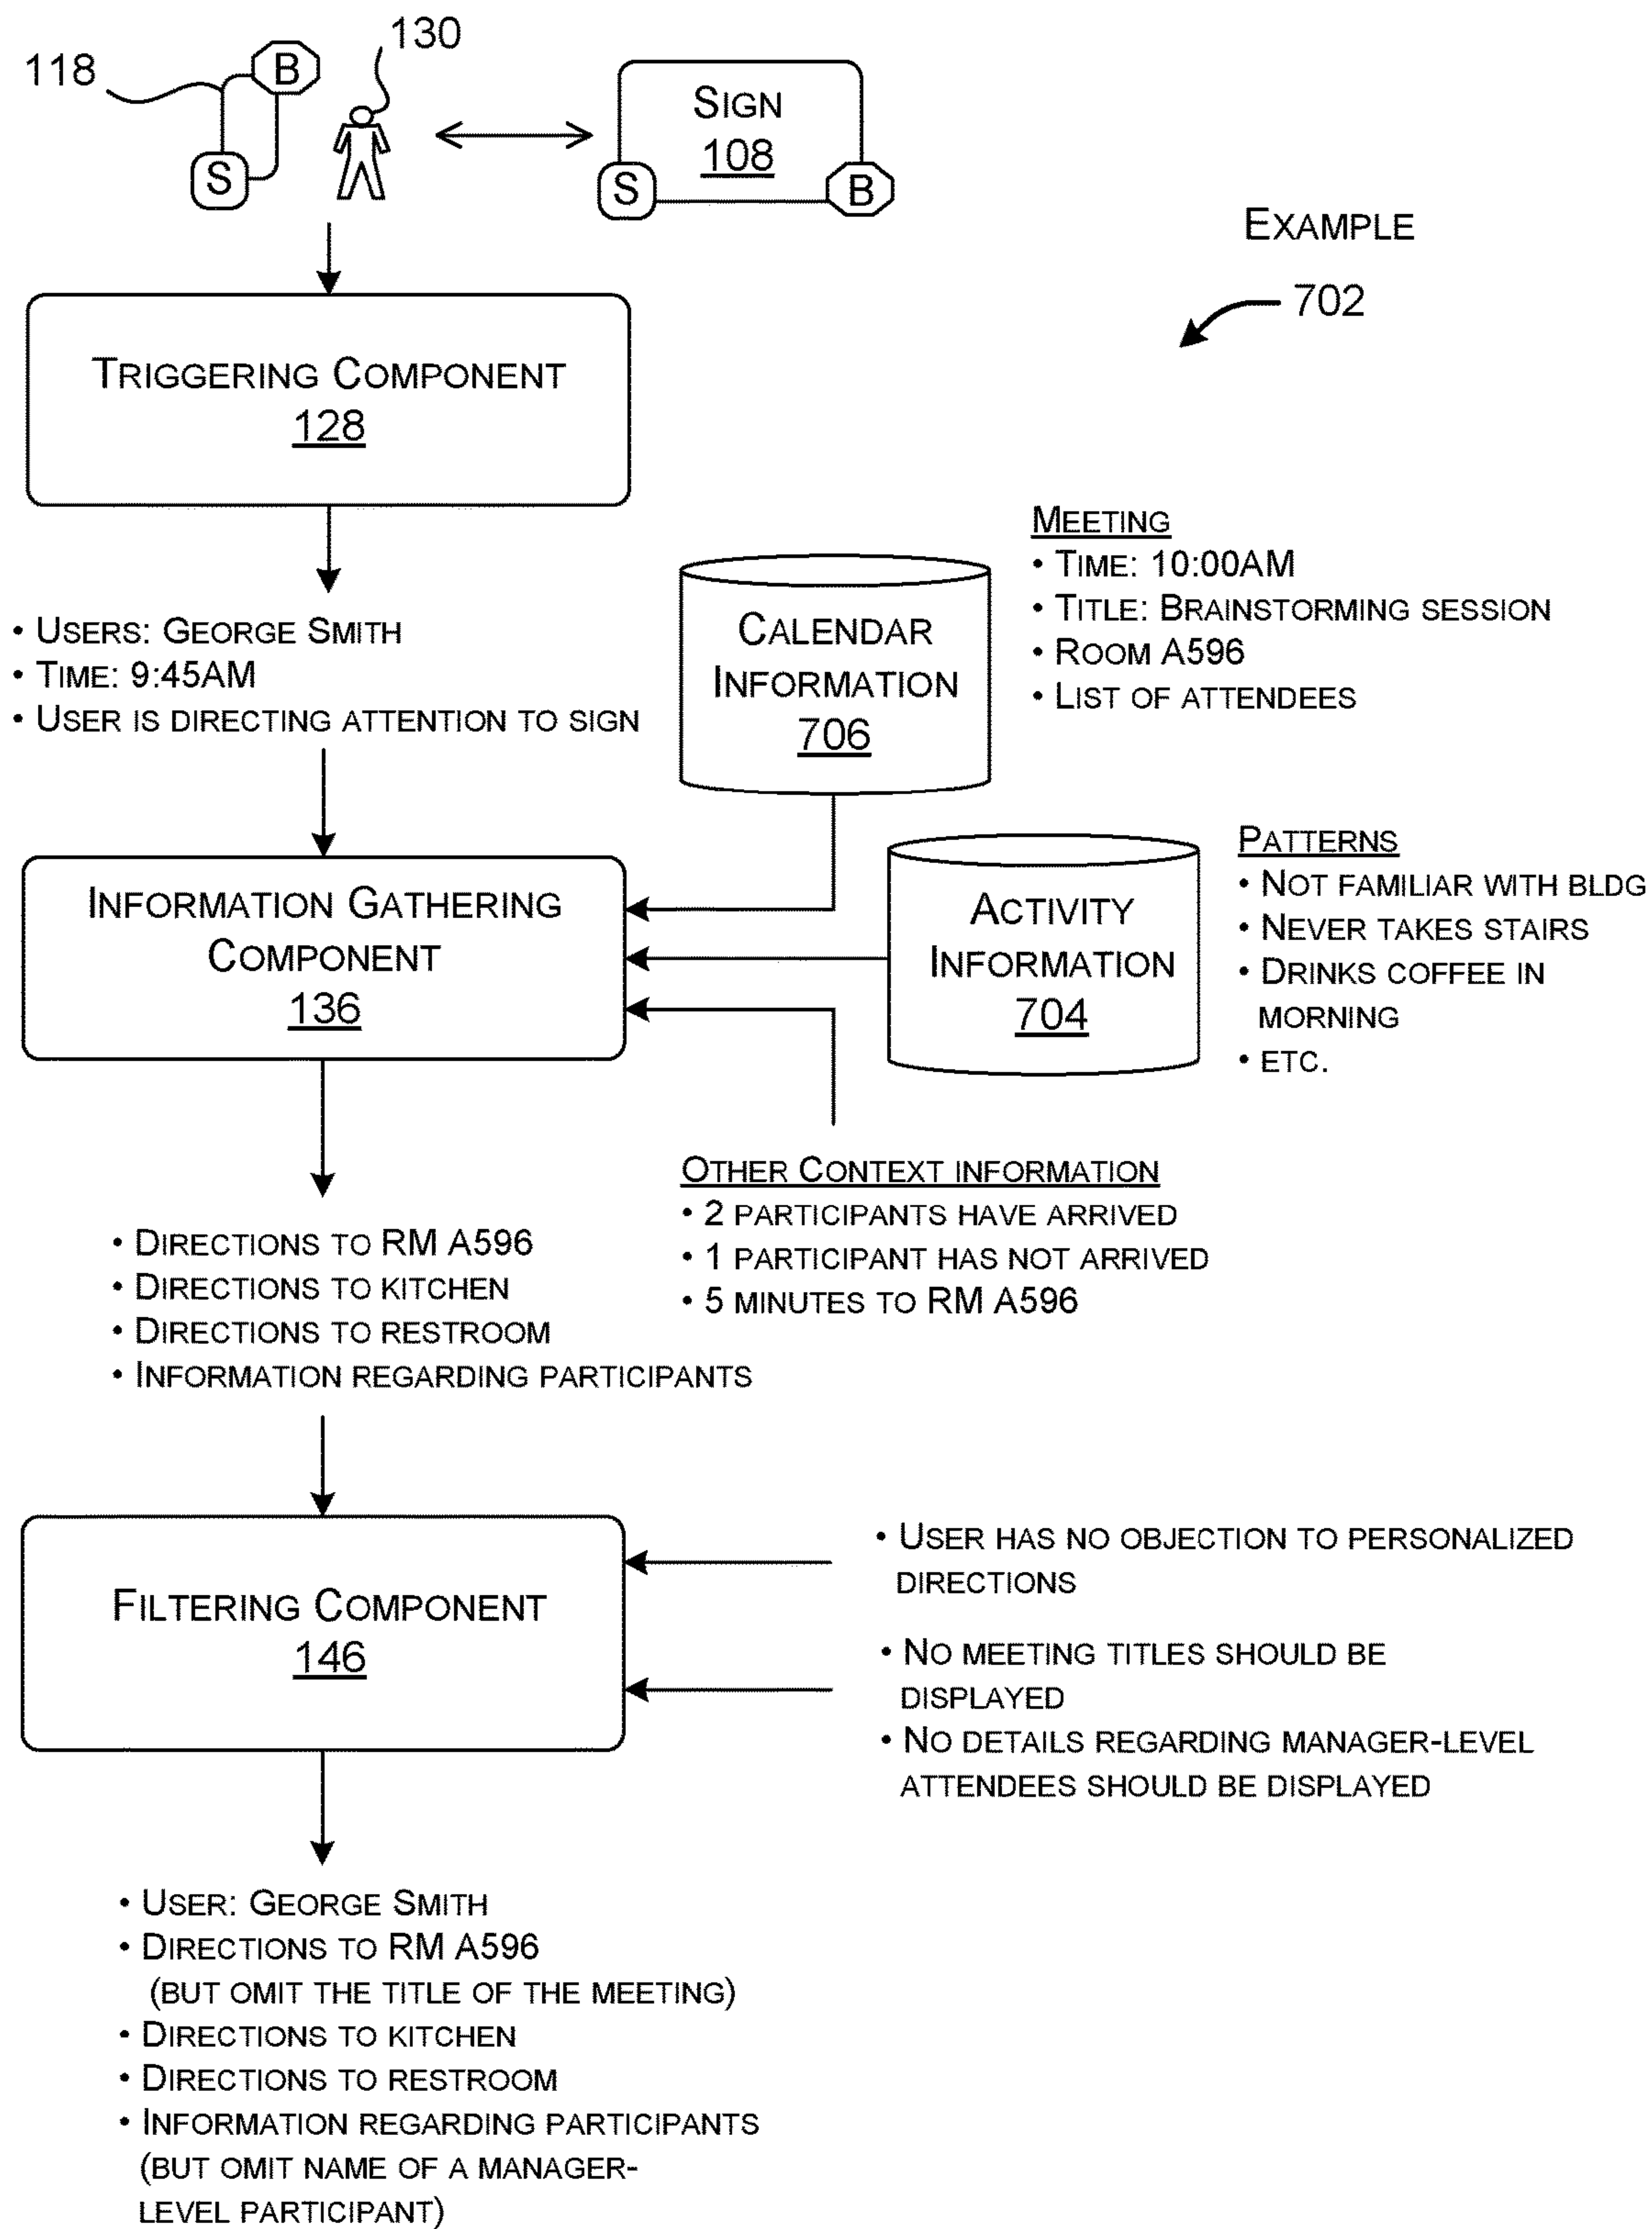 118
B
S
130
SIGN
108
S
B
EXAMPLE
702
TRIGGERING COMPONENT
128
• USERS: GEORGE SMITH
• TIME: 9:45AM
• USER IS DIRECTING ATTENTION TO SIGN
CALENDAR
INFORMATION
706
MEETING
• TIME: 10:00AM
• TITLE: BRAINSTORMING SESSION
• ROOM A596
• LIST OF ATTENDEES
INFORMATION GATHERING
COMPONENT
136
ACTIVITY
INFORMATION
704
PATTERNS
• NOT FAMILIAR WITH BLDG
• NEVER TAKES STAIRS
• DRINKS COFFEE IN
MORNING
• ETC.
OTHER CONTEXT INFORMATION
• 2 PARTICIPANTS HAVE ARRIVED
• 1 PARTICIPANT HAS NOT ARRIVED
• 5 MINUTES TO RM A596
• DIRECTIONS TO RM A596
• DIRECTIONS TO KITCHEN
• DIRECTIONS TO RESTROOM
• INFORMATION REGARDING PARTICIPANTS
FILTERING COMPONENT
146
• USER HAS NO OBJECTION TO PERSONALIZED
DIRECTIONS
• NO MEETING TITLES SHOULD BE
DISPLAYED
• NO DETAILS REGARDING MANAGER-LEVEL
ATTENDEES SHOULD BE DISPLAYED
• USER: GEORGE SMITH
• DIRECTIONS TO RM A596
(BUT OMIT THE TITLE OF THE MEETING)
• DIRECTIONS TO KITCHEN
• DIRECTIONS TO RESTROOM
• INFORMATION REGARDING PARTICIPANTS
(BUT OMIT NAME OF A MANAGER-
LEVEL PARTICIPANT)